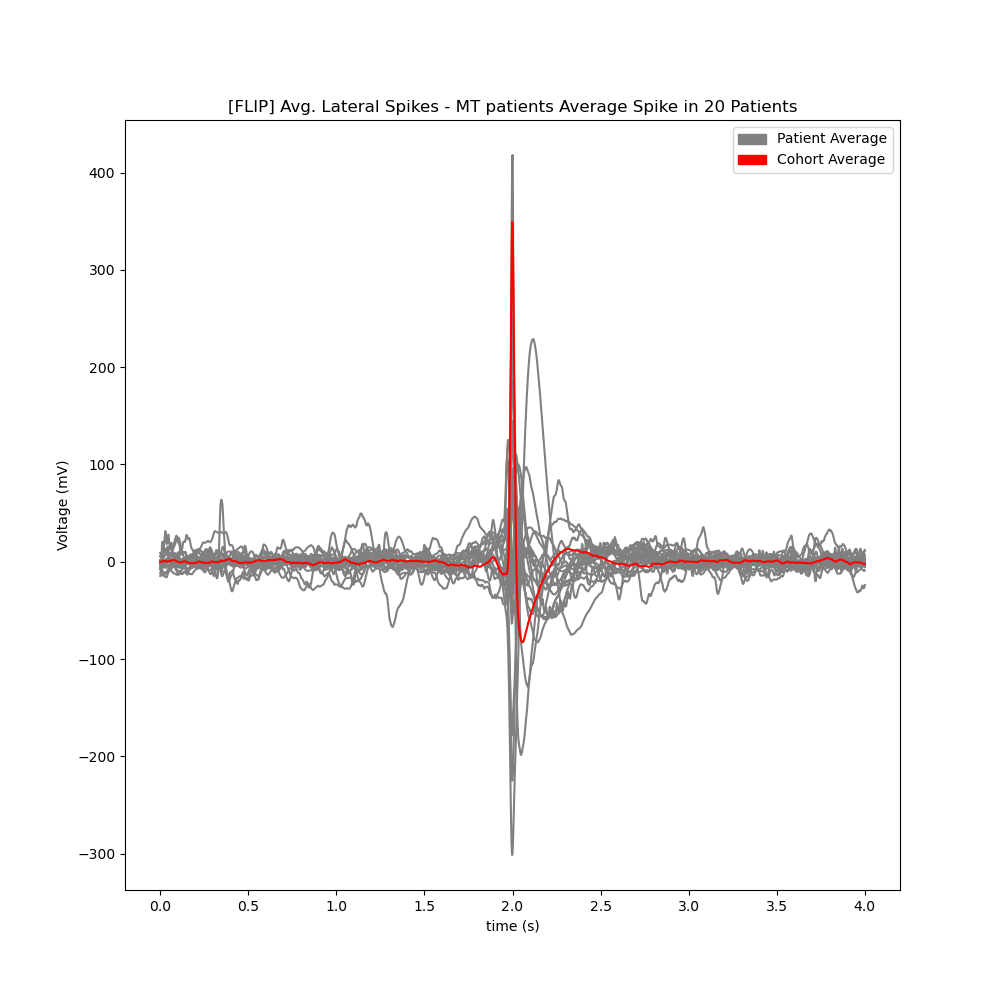 [FLIP] Avg. Lateral Spikes - MT patients Average Spike in 20 Patients
Patient Average
Cohort Average
Voltage (mV)
400
300
200
100
0
−100
−200
−300
0.0 0.5 1.0 1.5 2.0 2.5 3.0 3.5 4.0
time (s)